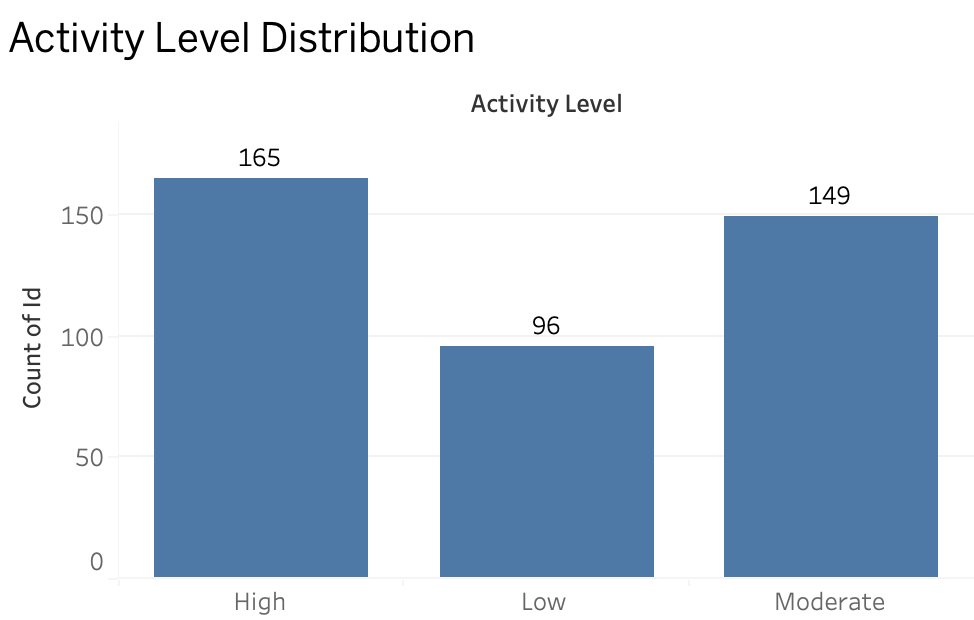 Activity Level Distribution
Activity Level
165
149
96
150
100
50
0
Count of Id
High
Low
Moderate